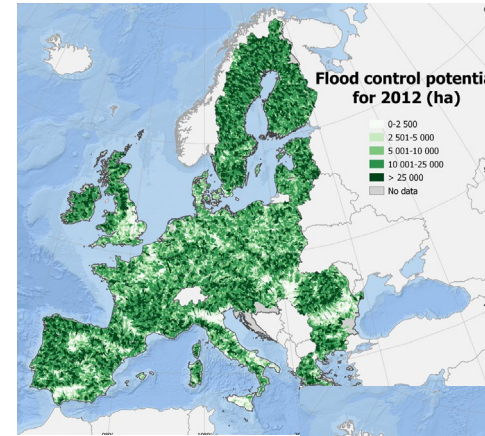 Flood control potentia
for 2012 (ha)
0-2 500
2 501-5 000
5 001-10 000
10 001-25 000
> 25 000
No data